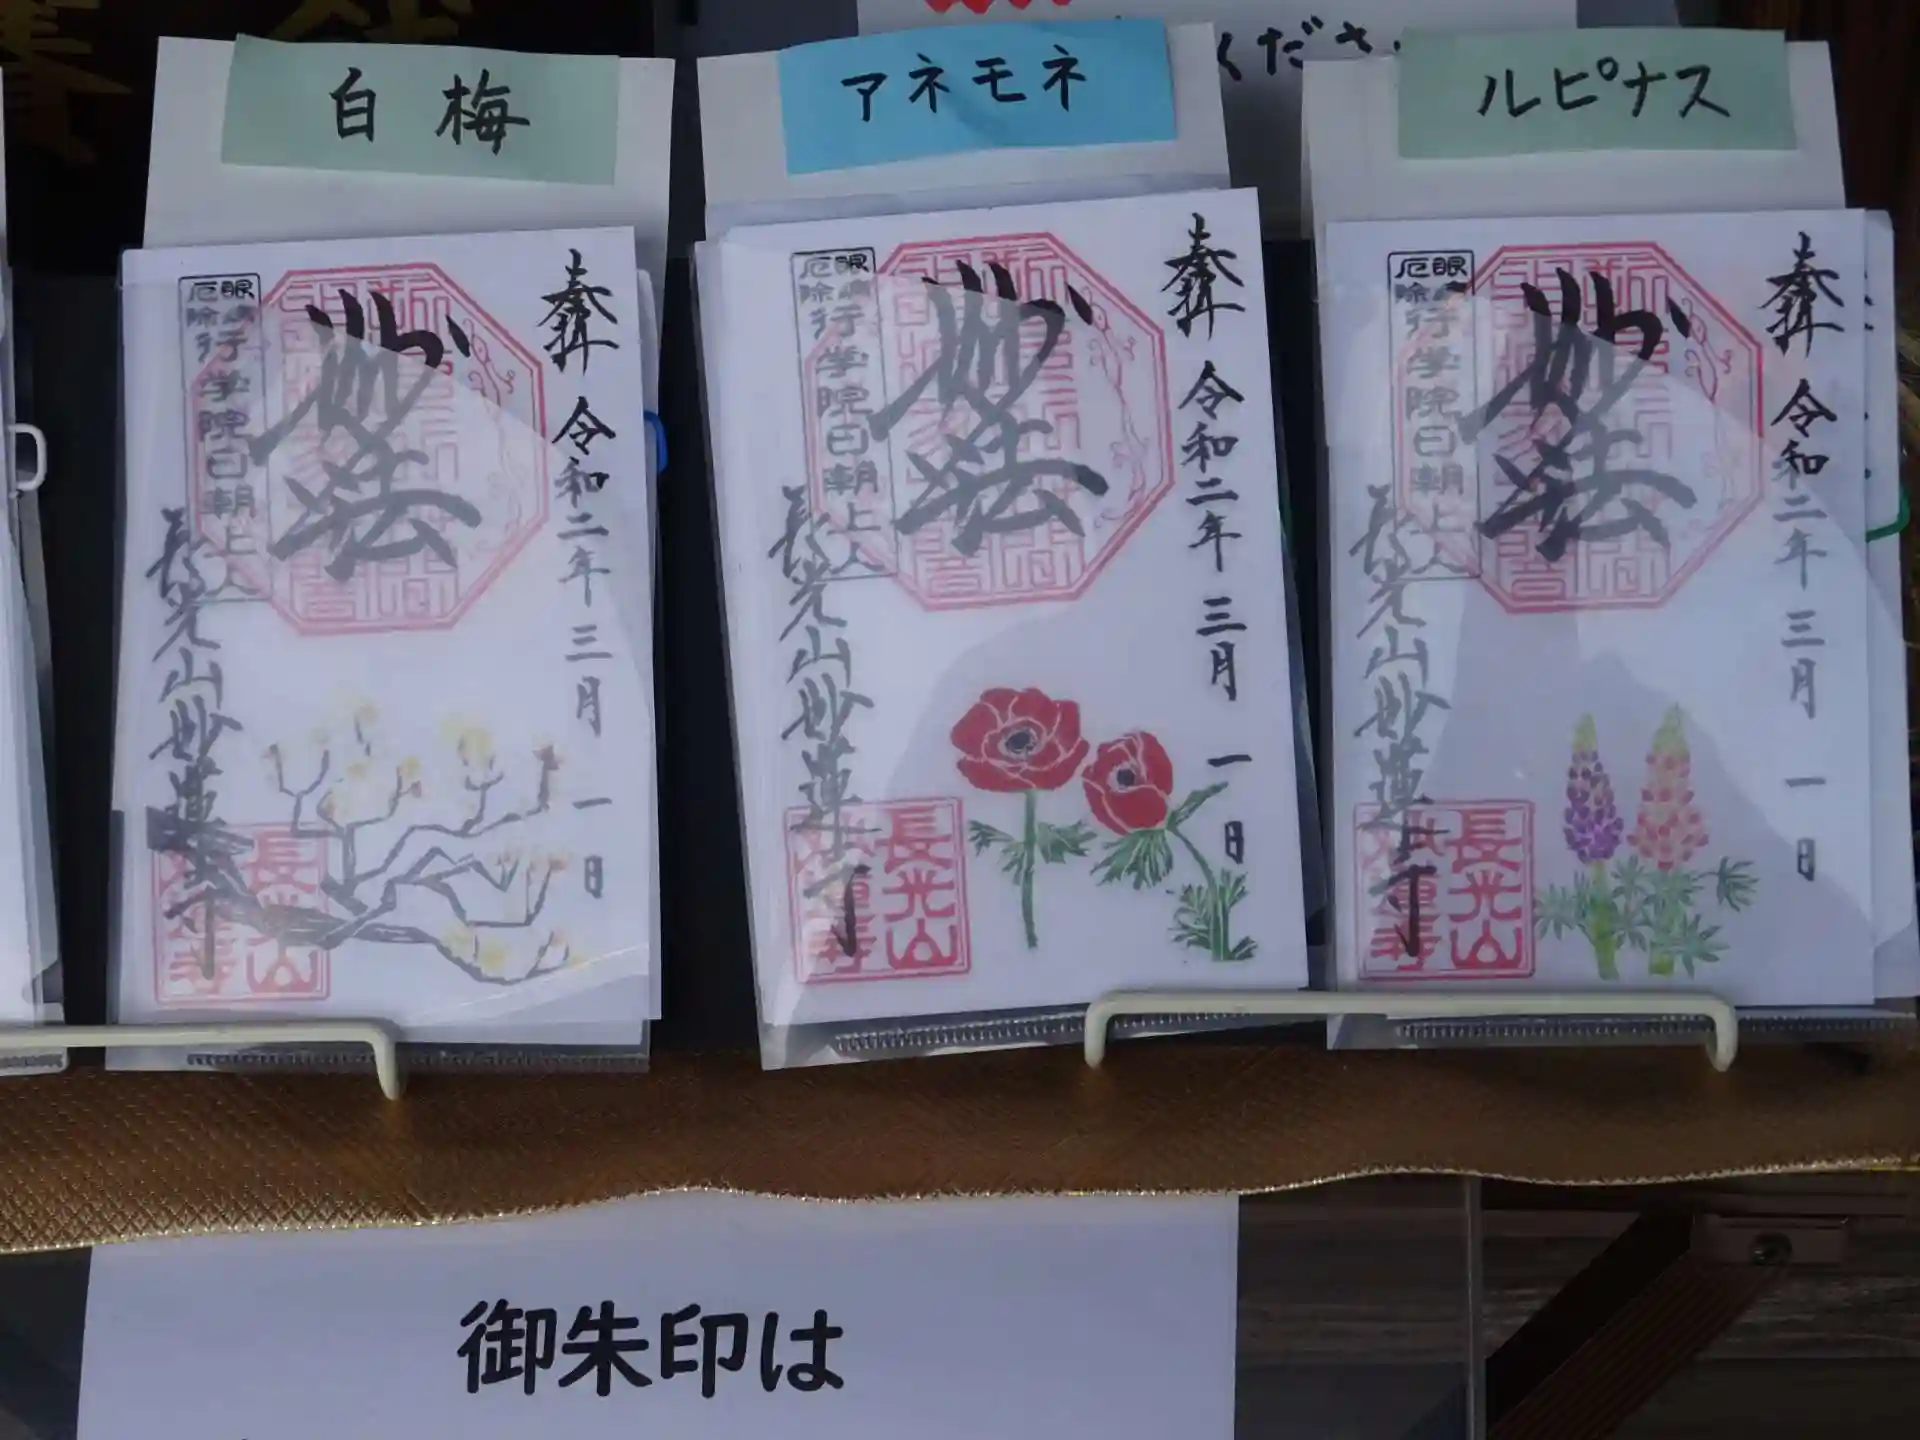 白梅
アネモネ
ルピナス
くださ
奉拝 令和二年三月一日
妙法
眼病
厄除
行学院日朝上人
長光山妙蓮寺
長光山
妙蓮寺
奉拝 令和二年三月一日
妙法
眼病
厄除
行学院日朝上人
長光山妙蓮寺
長光山
妙蓮寺
奉拝 令和二年三月一日
妙法
眼病
厄除
行学院日朝上人
長光山妙蓮寺
長光山
妙蓮寺
御朱印は